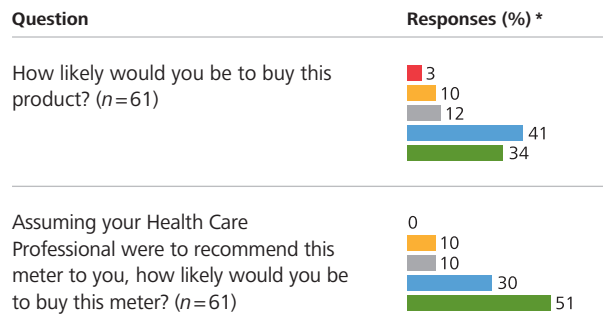 Question Responses (%) *
How likely would you be to buy this
product? (n=61)
3
10
12
41
34
Assuming your Health Care
Professional were to recommend this
meter to you, how likely would you be
to buy this meter? (n=61)
0
10
10
30
51